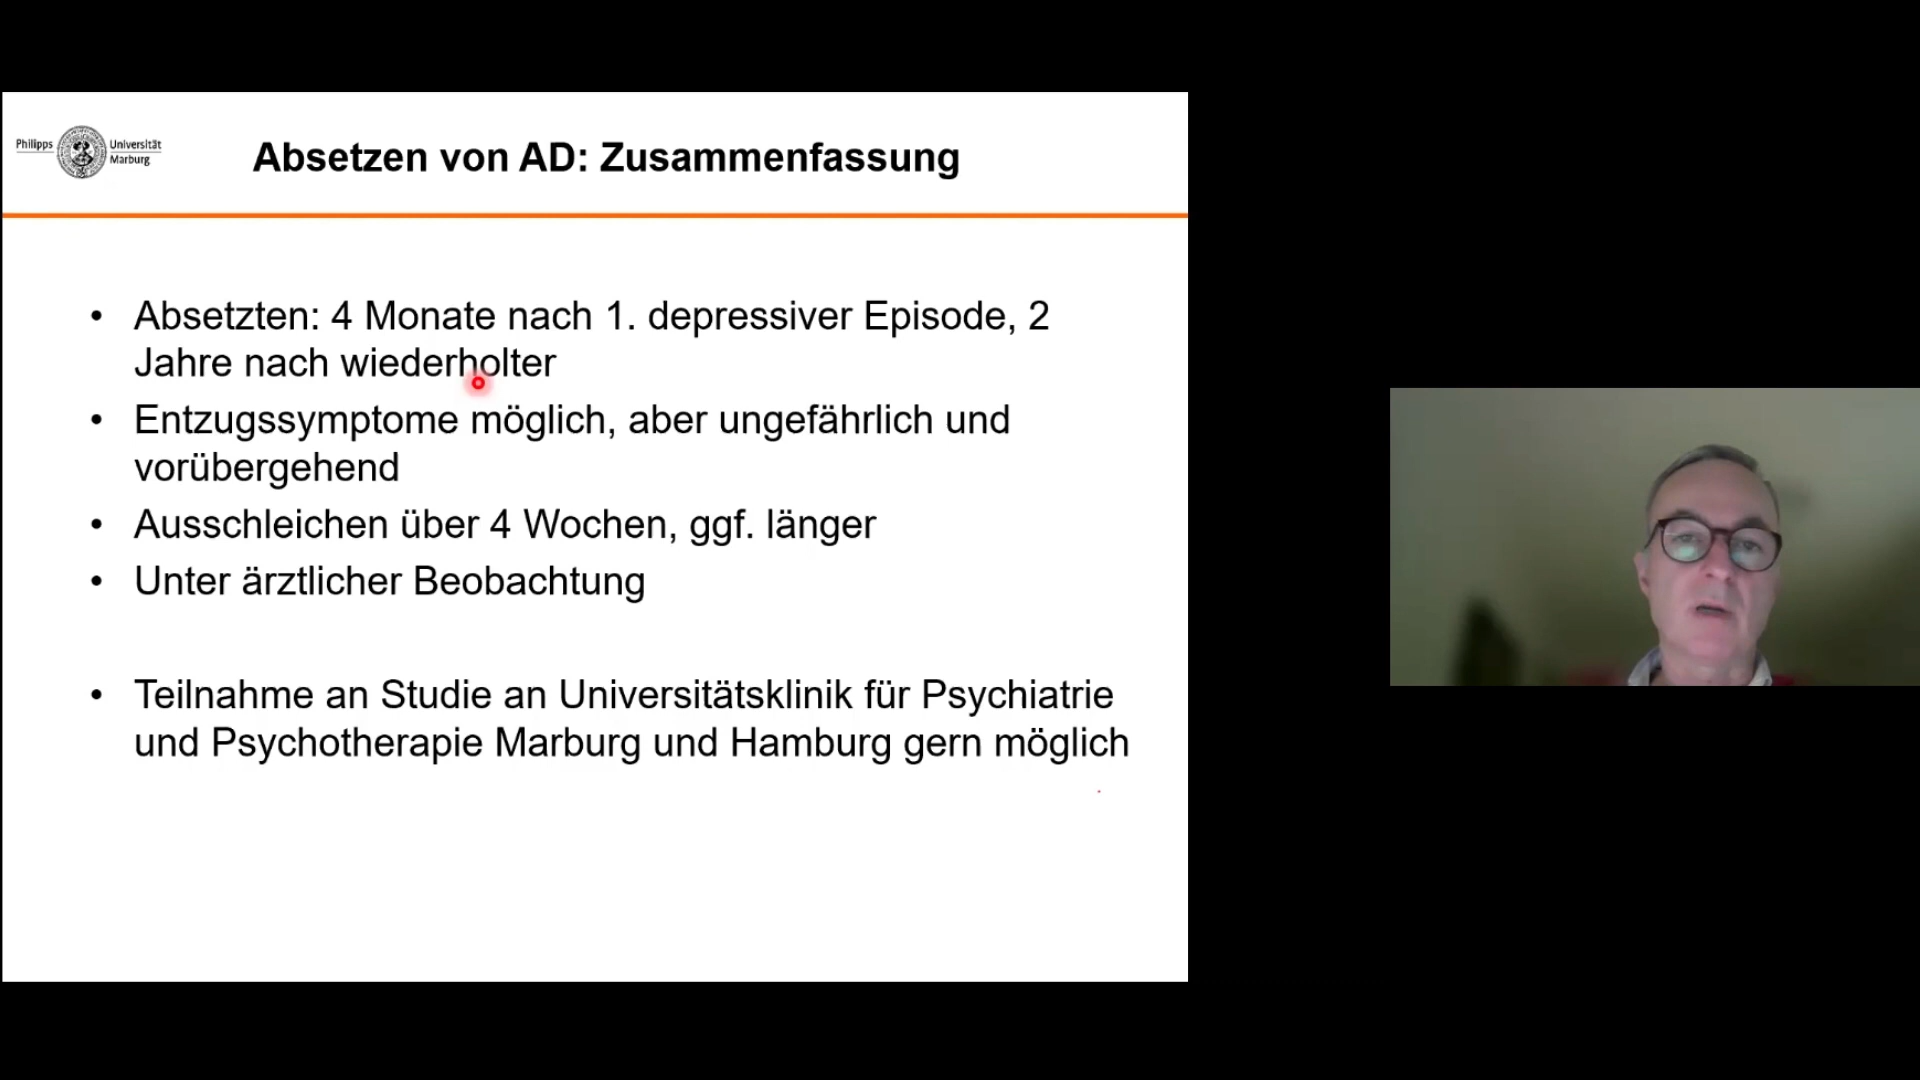 Philipps Universität
Marburg
Absetzen von AD: Zusammenfassung
• Absetzten: 4 Monate nach 1. depressiver Episode, 2
Jahre nach wiederholter
• Entzugssymptome möglich, aber ungefährlich und
vorübergehend
• Ausschleichen über 4 Wochen, ggf. länger
• Unter ärztlicher Beobachtung
• Teilnahme an Studie an Universitätsklinik für Psychiatrie
und Psychotherapie Marburg und Hamburg gern möglich